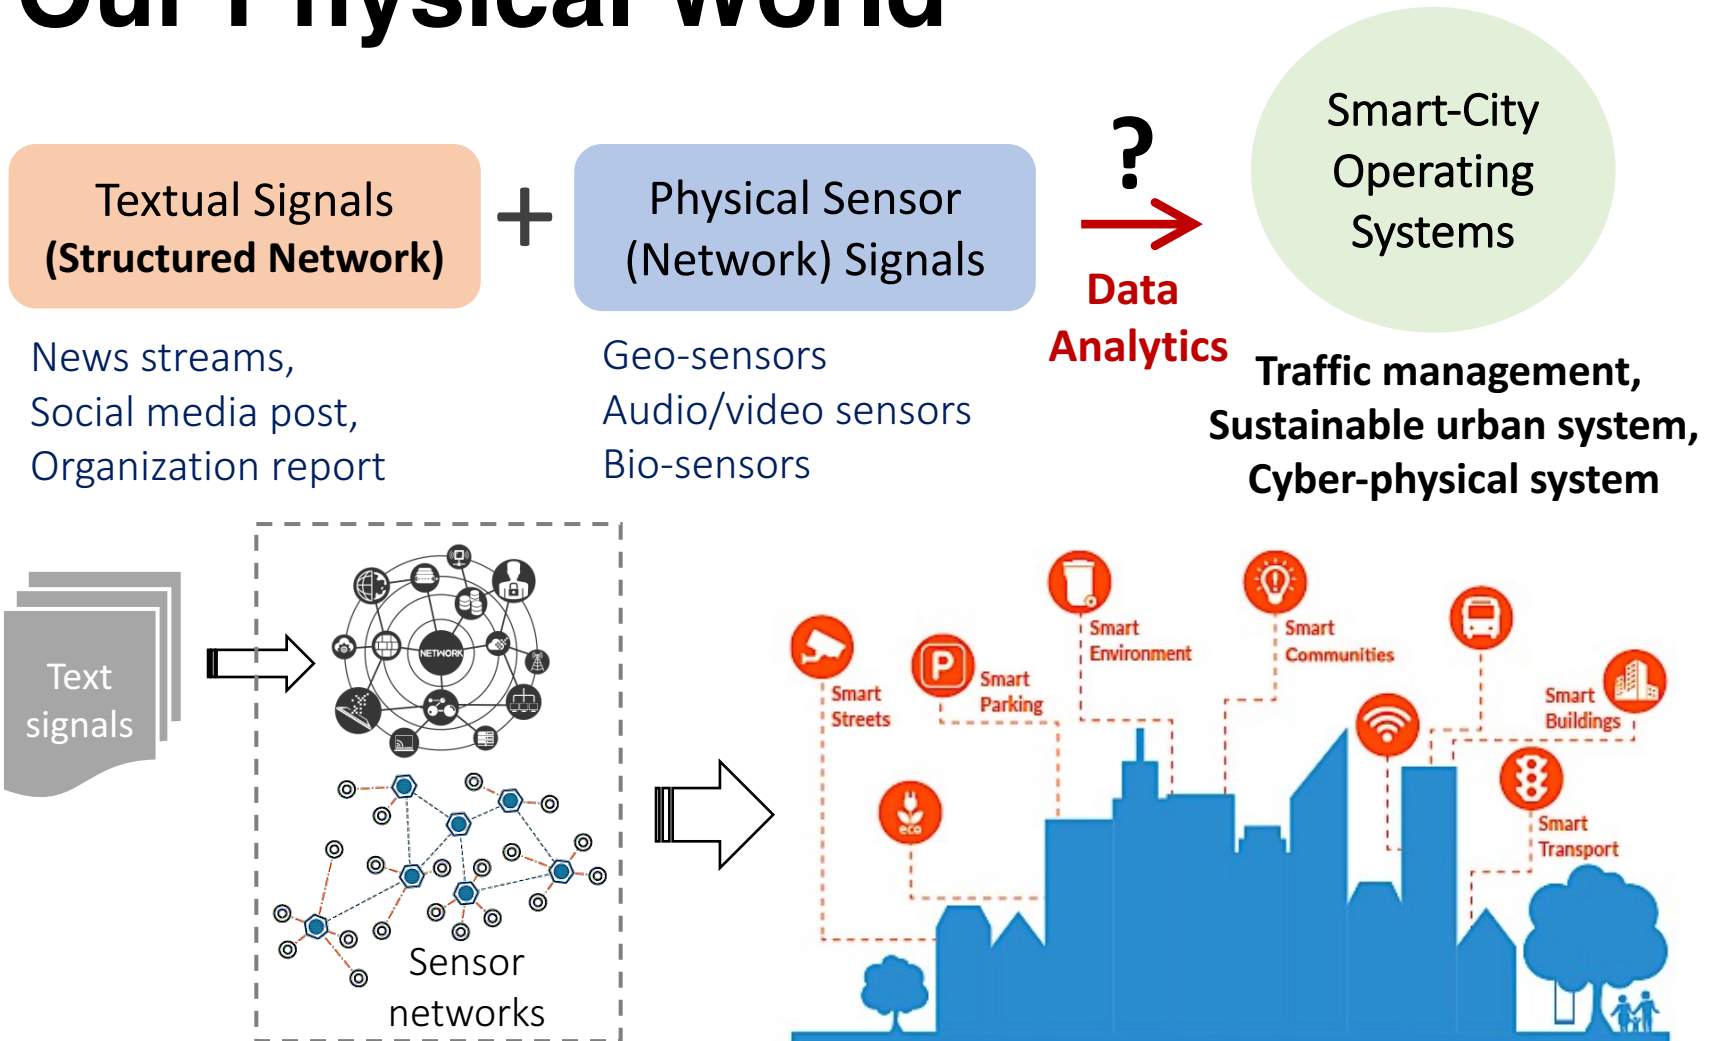 Our Physical World
Textual Signals
(Structured Network)
+
Physical Sensor
(Network) Signals
?
Data
Analytics
Smart-City
Operating
Systems
News streams,
Social media post,
Organization report
Geo-sensors
Audio/video sensors
Bio-sensors
Traffic management,
Sustainable urban system,
Cyber-physical system
Text
signals
NETWORK
Sensor
networks
Smart
Streets
P
Smart
Parking
Smart
Environment
Smart
Communities
Smart
Buildings
Smart
Transport
eco